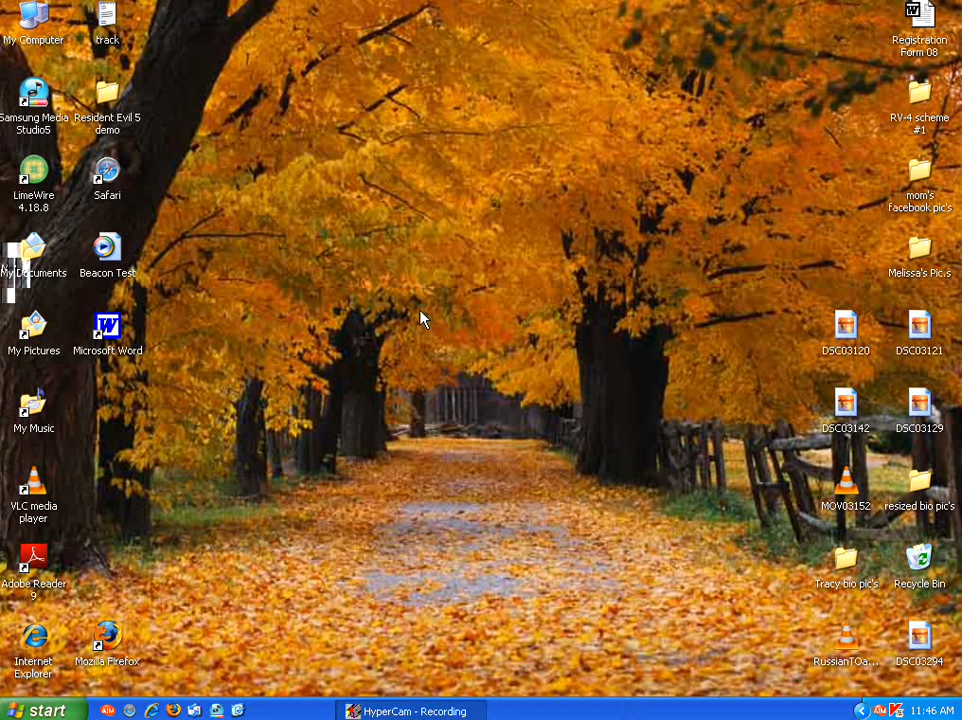 My Computer
track
Registration
Form 08
Samsung Media
Studio5
Resident Evil 5
demo
RV-4 scheme
#1
LimeWire
4.18.8
Safari
mom's
facebook pic's
My Documents
Beacon Test
Melissa's Pic.s
My Pictures
Microsoft Word
DSC03120
DSC03121
My Music
DSC03142
DSC03129
VLC media
player
MOV03152
resized bio pic's
Adobe Reader
9
Tracy bio pic's
Recycle Bin
Internet
Explorer
Mozilla Firefox
RussianTOa...
DSC03294
start
HyperCam - Recording
11:46 AM